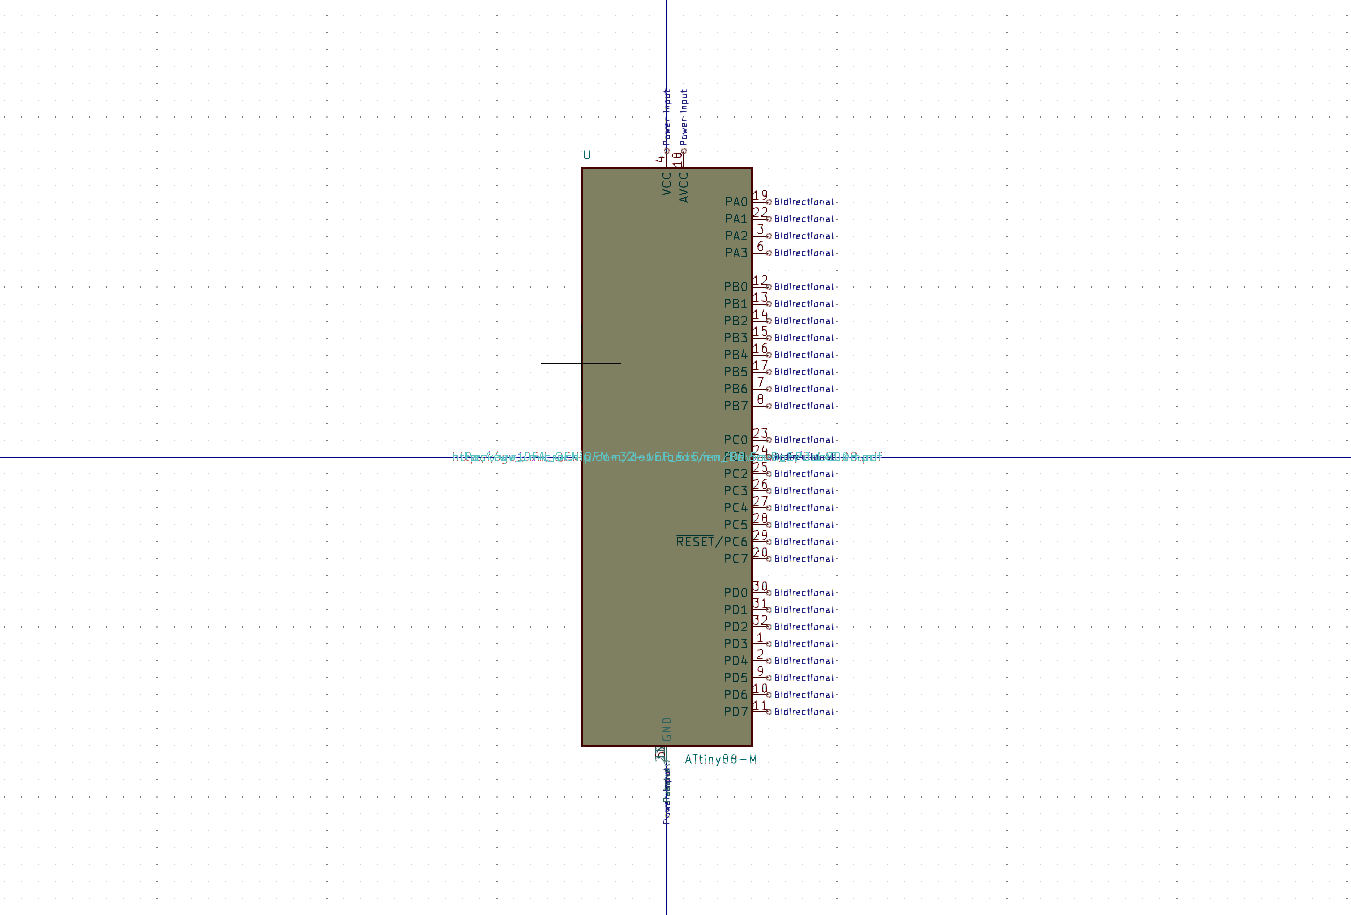 Power Input
Power Input
U
4
18
VCC
AVCC
PA0 19 Bidirectional
PA1 22 Bidirectional
PA2 3 Bidirectional
PA3 6 Bidirectional
PB0 12 Bidirectional
PB1 13 Bidirectional
PB2 14 Bidirectional
PB3 15 Bidirectional
PB4 16 Bidirectional
PB5 17 Bidirectional
PB6 7 Bidirectional
PB7 8 Bidirectional
PC0 23 Bidirectional
24
PC2 25 Bidirectional
PC3 26 Bidirectional
PC4 27 Bidirectional
PC5 28 Bidirectional
RESET/PC6 29 Bidirectional
PC7 20 Bidirectional
PD0 30 Bidirectional
PD1 31 Bidirectional
PD2 32 Bidirectional
PD3 1 Bidirectional
PD4 2 Bidirectional
PD5 9 Bidirectional
PD6 10 Bidirectional
PD7 11 Bidirectional
GND
ATtiny88-M